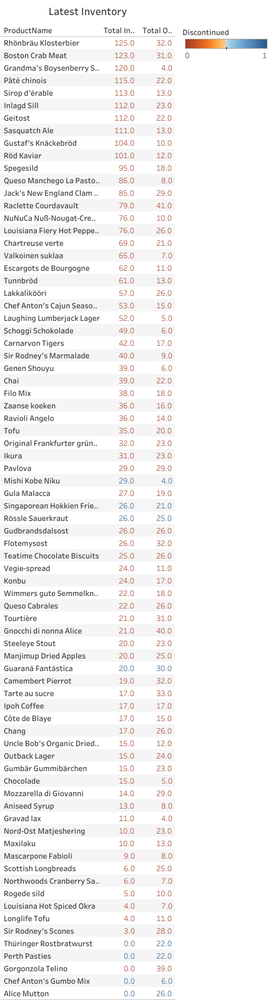 Latest Inventory
ProductName Total In.. Total O..
Discontinued
0 1
Rhönbräu Klosterbier 125.0 32.0
Boston Crab Meat 123.0 31.0
Grandma's Boysenberry S.. 120.0 4.0
Pâté chinois 115.0 22.0
Sirop d'érable 113.0 13.0
Inlagd Sill 112.0 23.0
Geitost 112.0 22.0
Sasquatch Ale 111.0 13.0
Gustaf's Knäckebröd 104.0 10.0
Röd Kaviar 101.0 12.0
Spegesild 95.0 18.0
Queso Manchego La Pasto.. 86.0 8.0
Jack's New England Clam .. 85.0 29.0
Raclette Courdavault 79.0 41.0
NuNuCa Nuß-Nougat-Cre.. 76.0 10.0
Louisiana Fiery Hot Peppe.. 76.0 26.0
Chartreuse verte 69.0 21.0
Valkoinen suklaa 65.0 7.0
Escargots de Bourgogne 62.0 11.0
Tunnbröd 61.0 13.0
Lakkalikööri 57.0 26.0
Chef Anton's Cajun Seaso.. 53.0 15.0
Laughing Lumberjack Lager 52.0 5.0
Schoggi Schokolade 49.0 6.0
Carnarvon Tigers 42.0 17.0
Sir Rodney's Marmalade 40.0 9.0
Genen Shouyu 39.0 6.0
Chai 39.0 22.0
Filo Mix 38.0 18.0
Zaanse koeken 36.0 16.0
Ravioli Angelo 36.0 14.0
Tofu 35.0 20.0
Original Frankfurter grün.. 32.0 23.0
Ikura 31.0 23.0
Pavlova 29.0 29.0
Mishi Kobe Niku 29.0 4.0
Gula Malacca 27.0 19.0
Singaporean Hokkien Frie.. 26.0 21.0
Rössle Sauerkraut 26.0 25.0
Gudbrandsdalsost 26.0 26.0
Flotemysost 26.0 32.0
Teatime Chocolate Biscuits 25.0 26.0
Vegie-spread 24.0 11.0
Konbu 24.0 17.0
Wimmers gute Semmelkn.. 22.0 18.0
Queso Cabrales 22.0 26.0
Tourtière 21.0 31.0
Gnocchi di nonna Alice 21.0 40.0
Steeleye Stout 20.0 23.0
Manjimup Dried Apples 20.0 25.0
Guaraná Fantástica 20.0 30.0
Camembert Pierrot 19.0 32.0
Tarte au sucre 17.0 33.0
Ipoh Coffee 17.0 17.0
Côte de Blaye 17.0 15.0
Chang 17.0 26.0
Uncle Bob's Organic Dried.. 15.0 12.0
Outback Lager 15.0 24.0
Gumbär Gummibärchen 15.0 23.0
Chocolade 15.0 5.0
Mozzarella di Giovanni 14.0 29.0
Aniseed Syrup 13.0 8.0
Gravad lax 11.0 4.0
Nord-Ost Matjeshering 10.0 23.0
Maxilaku 10.0 13.0
Mascarpone Fabioli 9.0 8.0
Scottish Longbreads 6.0 25.0
Northwoods Cranberry Sa.. 6.0 7.0
Rogede sild 5.0 10.0
Louisiana Hot Spiced Okra 4.0 7.0
Longlife Tofu 4.0 11.0
Sir Rodney's Scones 3.0 28.0
Thüringer Rostbratwurst 0.0 22.0
Perth Pasties 0.0 22.0
Gorgonzola Telino 0.0 39.0
Chef Anton's Gumbo Mix 0.0 6.0
Alice Mutton 0.0 26.0